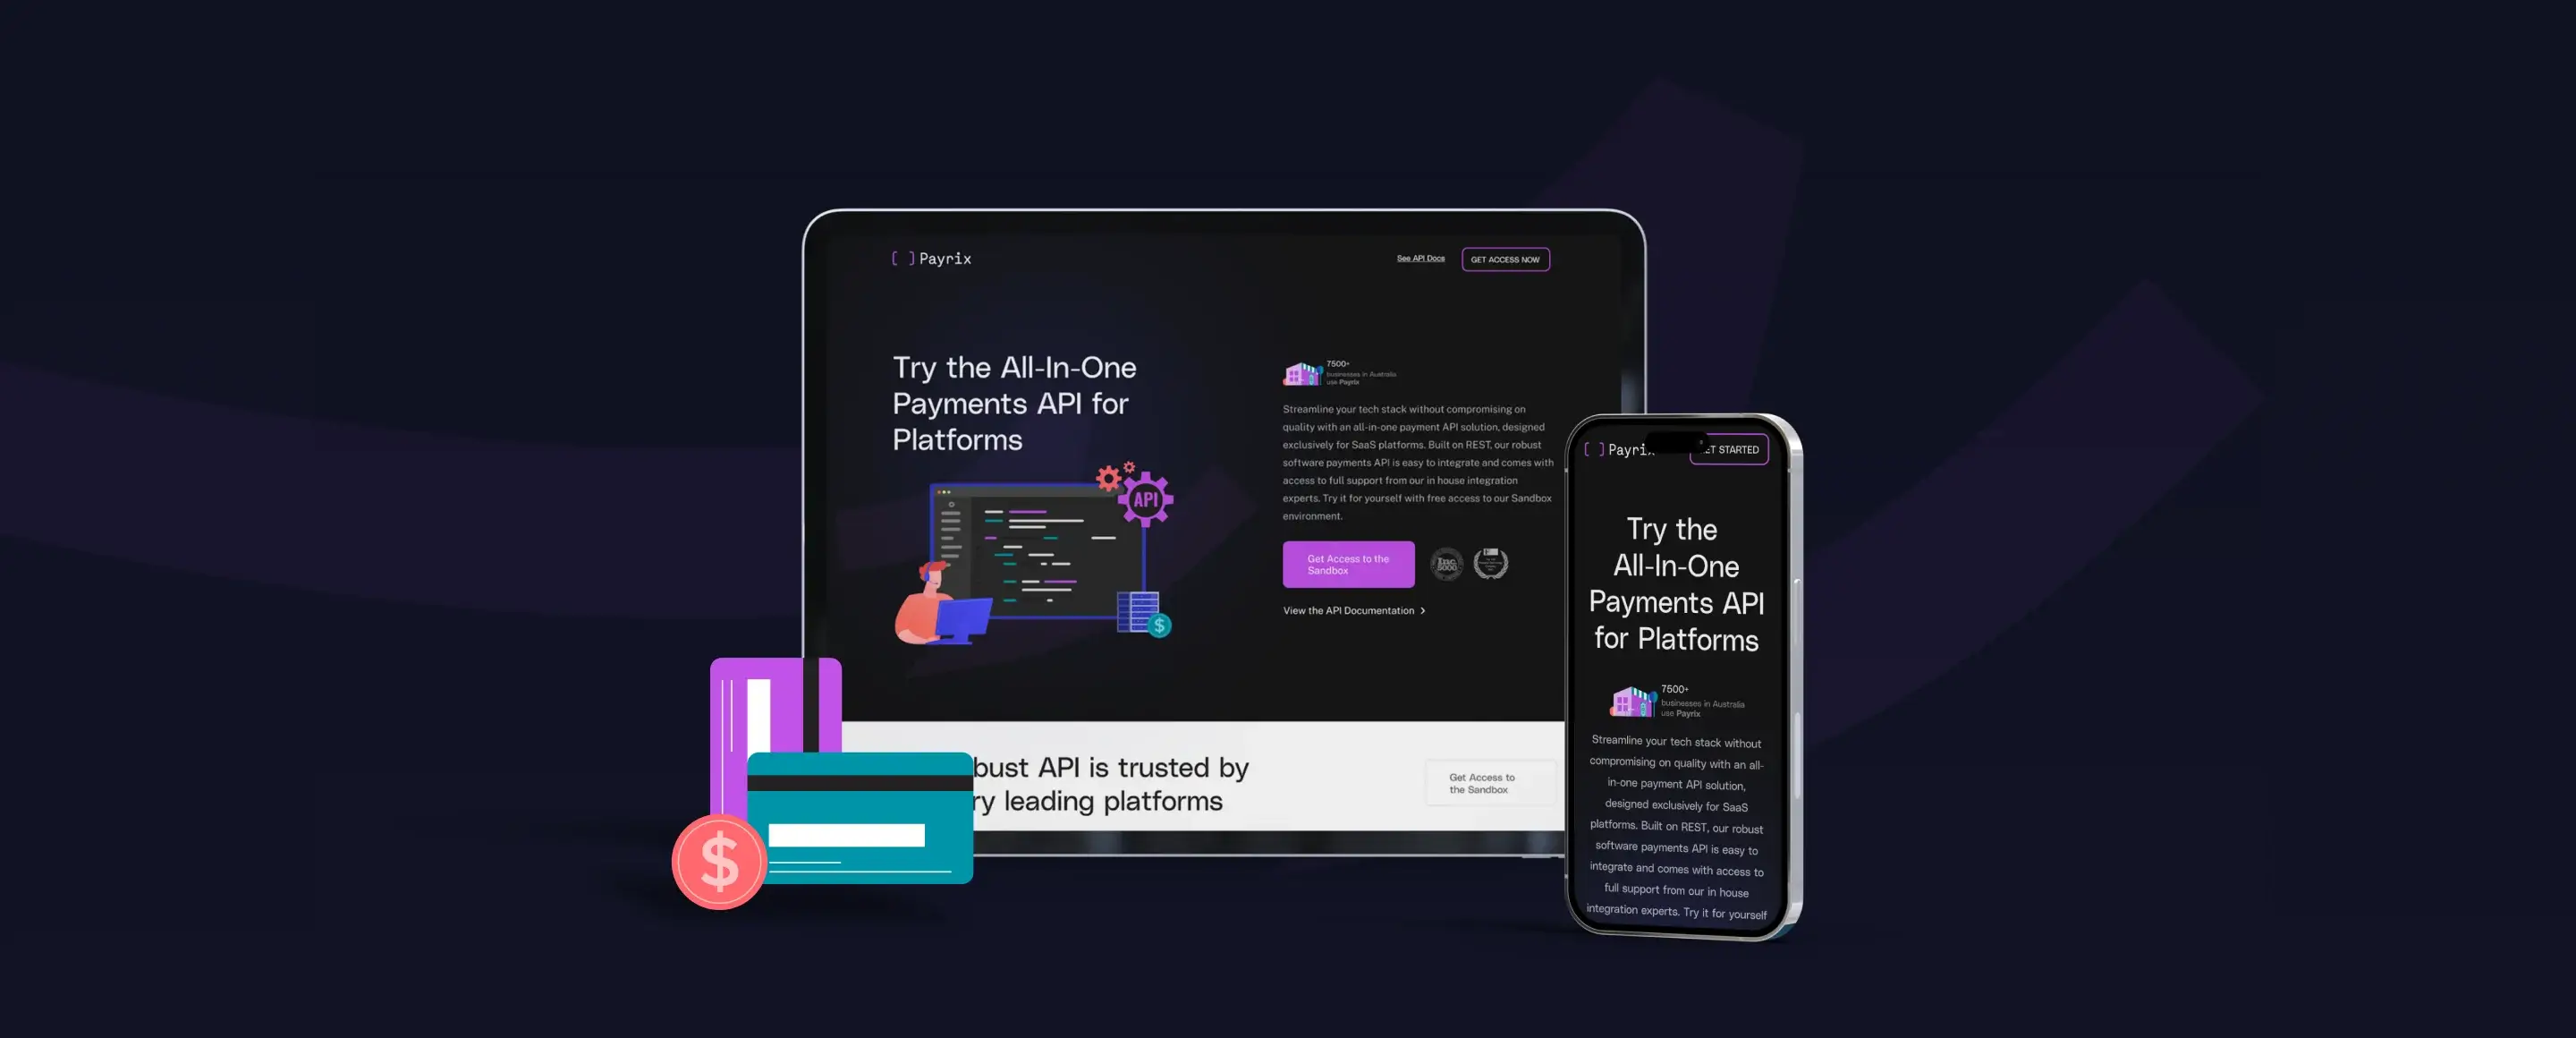 Payrix
See API Docs
GET ACCESS NOW
Try the All-In-One
Payments API for
Platforms
API
$
7500+
businesses in Australia
use Payrix
Streamline your tech stack without compromising on
quality with an all-in-one payment API solution, designed
exclusively for SaaS platforms. Built on REST, our robust
software payments API is easy to integrate and comes with
access to full support from our in house integration
experts. Try it for yourself with free access to our Sandbox
environment.
Get Access to the
Sandbox
Inc.
5000
View the API Documentation
bust API is trusted by
ry leading platforms
Get Access to
the Sandbox
$
Payrix
ET STARTED
Try the
All-In-One
Payments API
for Platforms
7500+
businesses in Australia
use Payrix
Streamline your tech stack without
compromising on quality with an all-
in-one payment API solution,
designed exclusively for SaaS
platforms. Built on REST, our robust
software payments API is easy to
integrate and comes with access to
full support from our in house
integration experts. Try it for yourself